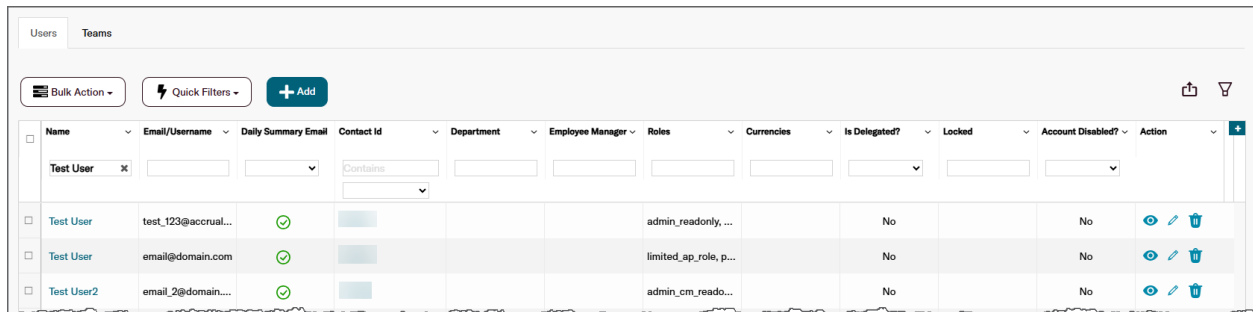 Users Teams
Bulk Action Quick Filters Add
Name Email/Username Daily Summary Email Contact Id Department Employee Manager Roles Currencies Is Delegated? Locked Account Disabled? Action
Test User Contains
Test User test_123@accrual... admin_readonly, ... No No
Test User email@domain.com limited_ap_role, p... No No
Test User2 email_2@domain.... admin_cm_reado... No No